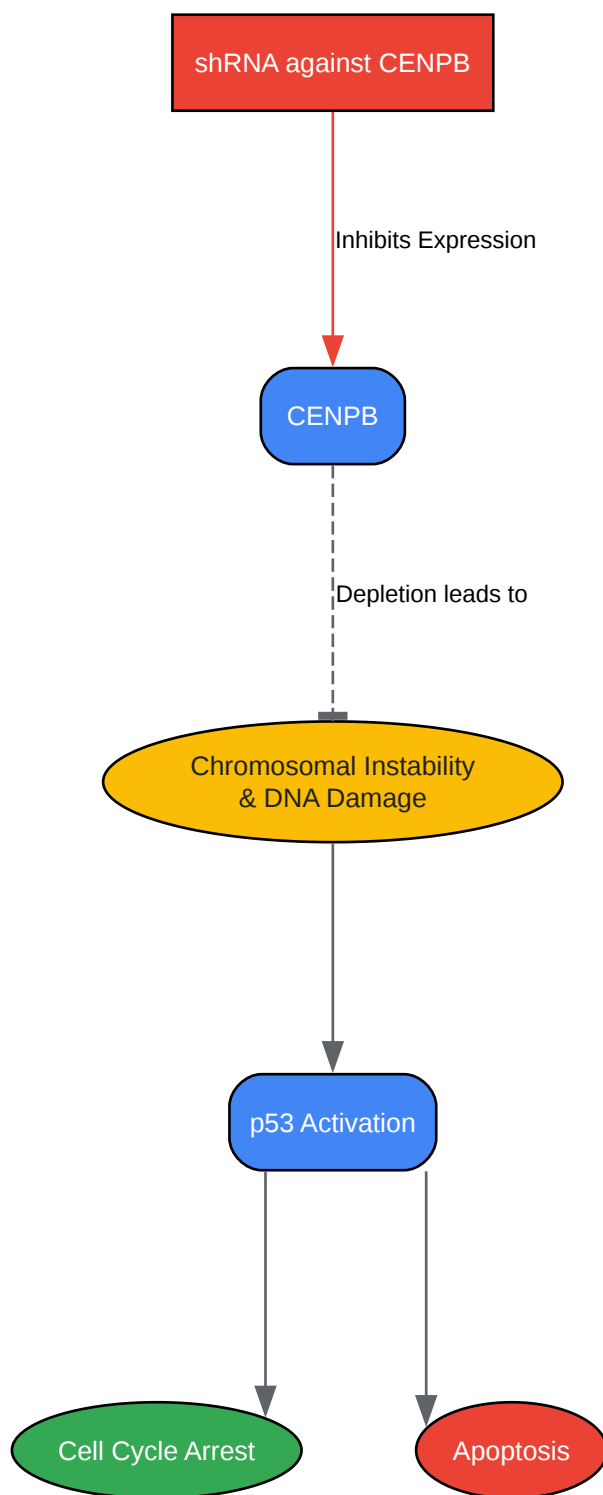 shRNA against CENPB
Inhibits Expression
CENPB
Depletion leads to
Chromosomal Instability
& DNA Damage
p53 Activation
Cell Cycle Arrest
Apoptosis